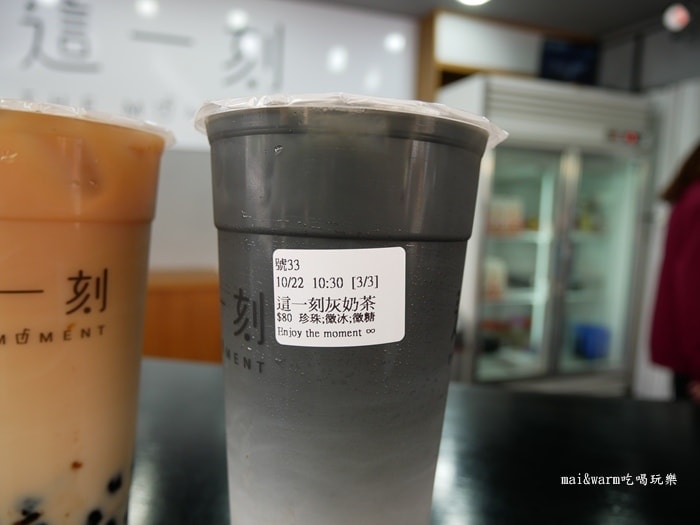 這一刻
一刻
MOMENT
刻
ENT
號33
10/22 10:30 [3/3]
這一刻灰奶茶
$80 珍珠;微冰;微糖
Enjoy the moment ∞
mai&warm吃喝玩樂